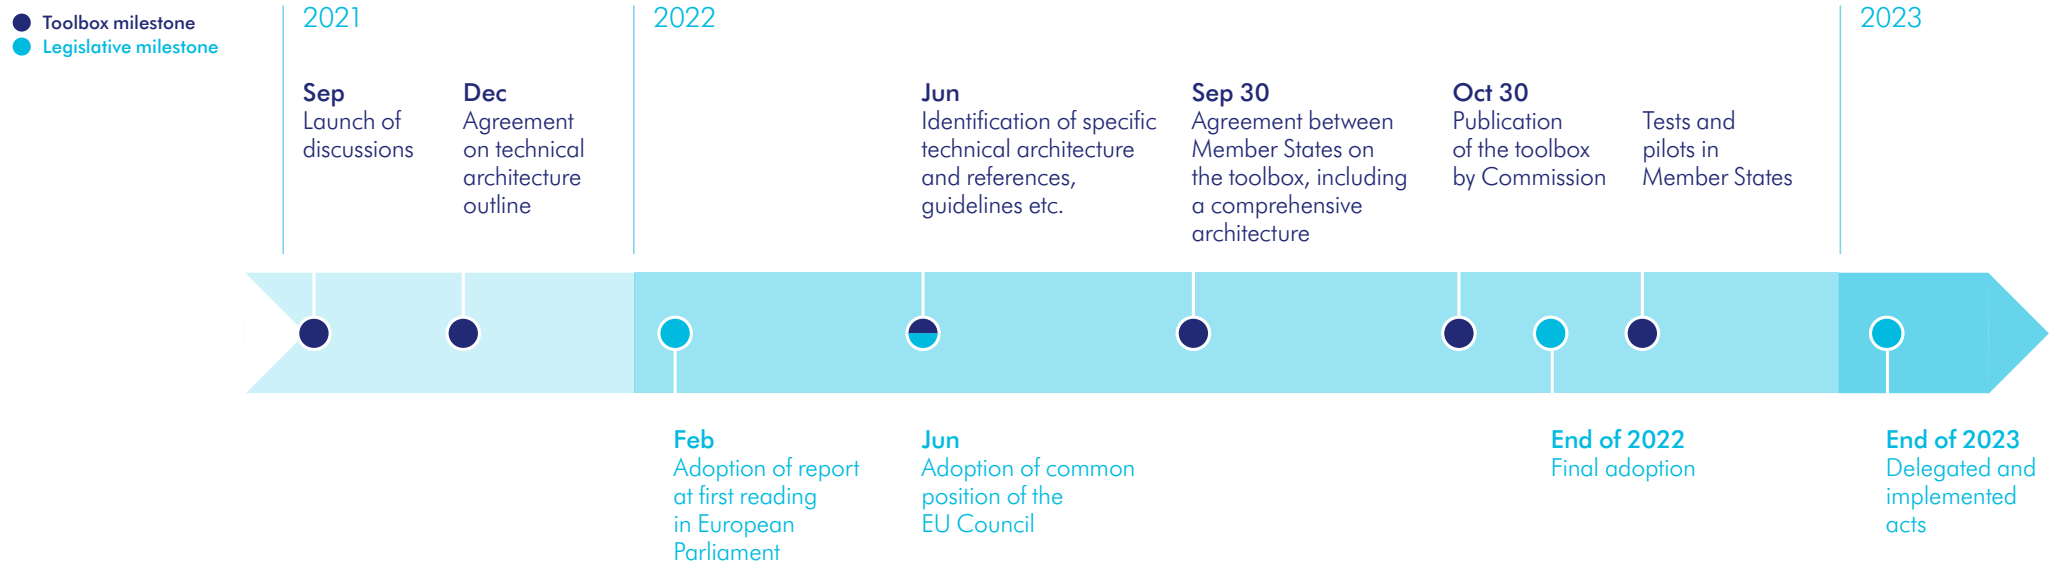 Toolbox milestone
Legislative milestone
2021
2022
2023
Sep
Launch of
discussions
Dec
Agreement
on technical
architecture
outline
Jun
Identification of specific
technical architecture
and references,
guidelines etc.
Sep 30
Agreement between
Member States on
the toolbox, including
a comprehensive
architecture
Oct 30
Publication
of the toolbox
by Commission
Tests and
pilots in
Member States
Feb
Adoption of report
at first reading
in European
Parliament
Jun
Adoption of common
position of the
EU Council
End of 2022
Final adoption
End of 2023
Delegated and
implemented
acts